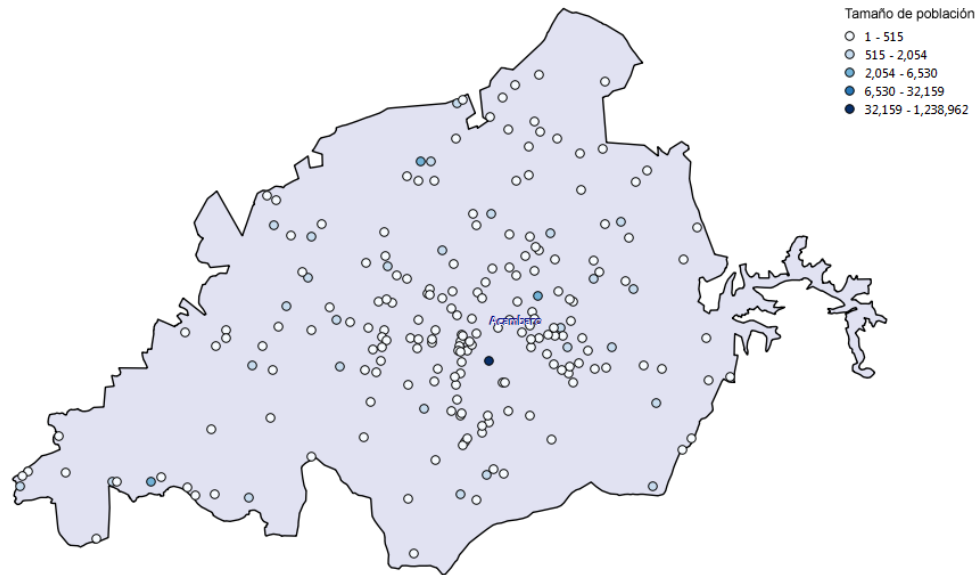 Tamaño de población
1 - 515
515 - 2,054
2,054 - 6,530
6,530 - 32,159
32,159 - 1,238,962
Acámbaro